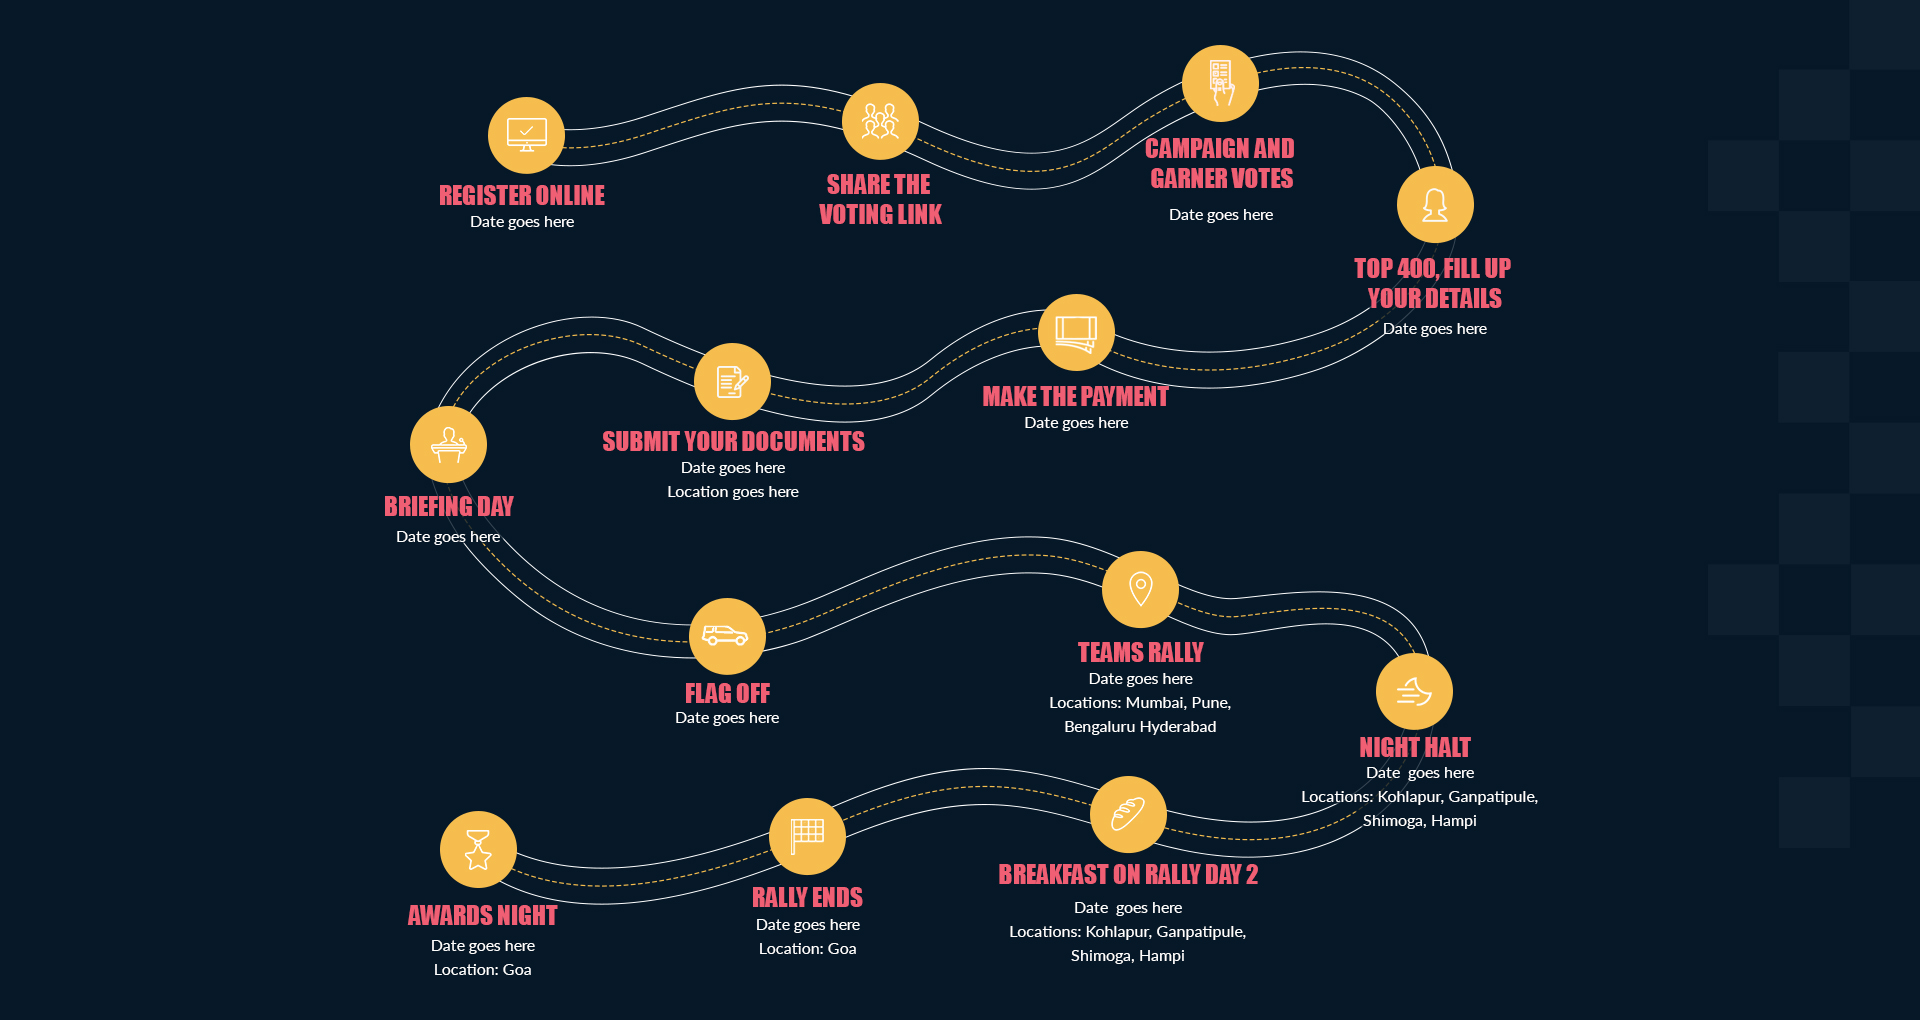 REGISTER ONLINE
Date goes here
SHARE THE
VOTING LINK
CAMPAIGN AND
GARNER VOTES
Date goes here
TOP 400, FILL UP
YOUR DETAILS
Date goes here
MAKE THE PAYMENT
Date goes here
SUBMIT YOUR DOCUMENTS
Date goes here
Location goes here
BRIEFING DAY
Date goes here
FLAG OFF
Date goes here
TEAMS RALLY
Date goes here
Locations: Mumbai, Pune,
Bengaluru Hyderabad
NIGHT HALT
Date goes here
Locations: Kohlapur, Ganpatipule,
Shimoga, Hampi
BREAKFAST ON RALLY DAY 2
Date goes here
Locations: Kohlapur, Ganpatipule,
Shimoga, Hampi
RALLY ENDS
Date goes here
Location: Goa
AWARDS NIGHT
Date goes here
Location: Goa